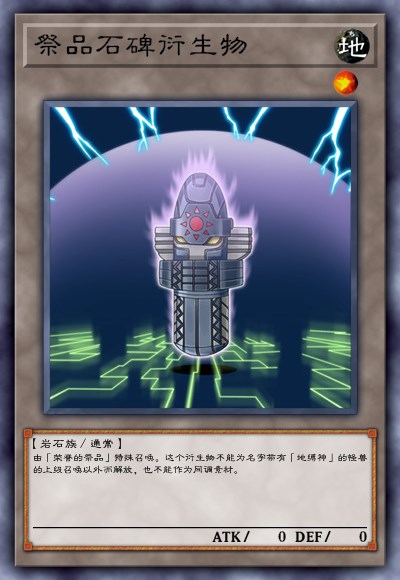 祭品石碑衍生物
地
【岩石族／通常】
由「荣誉的祭品」特殊召唤。这个衍生物不能为名字带有「地缚神」的怪兽
的上级召唤以外而解放，也不能作为同调素材。
ATK/ 0 DEF/ 0